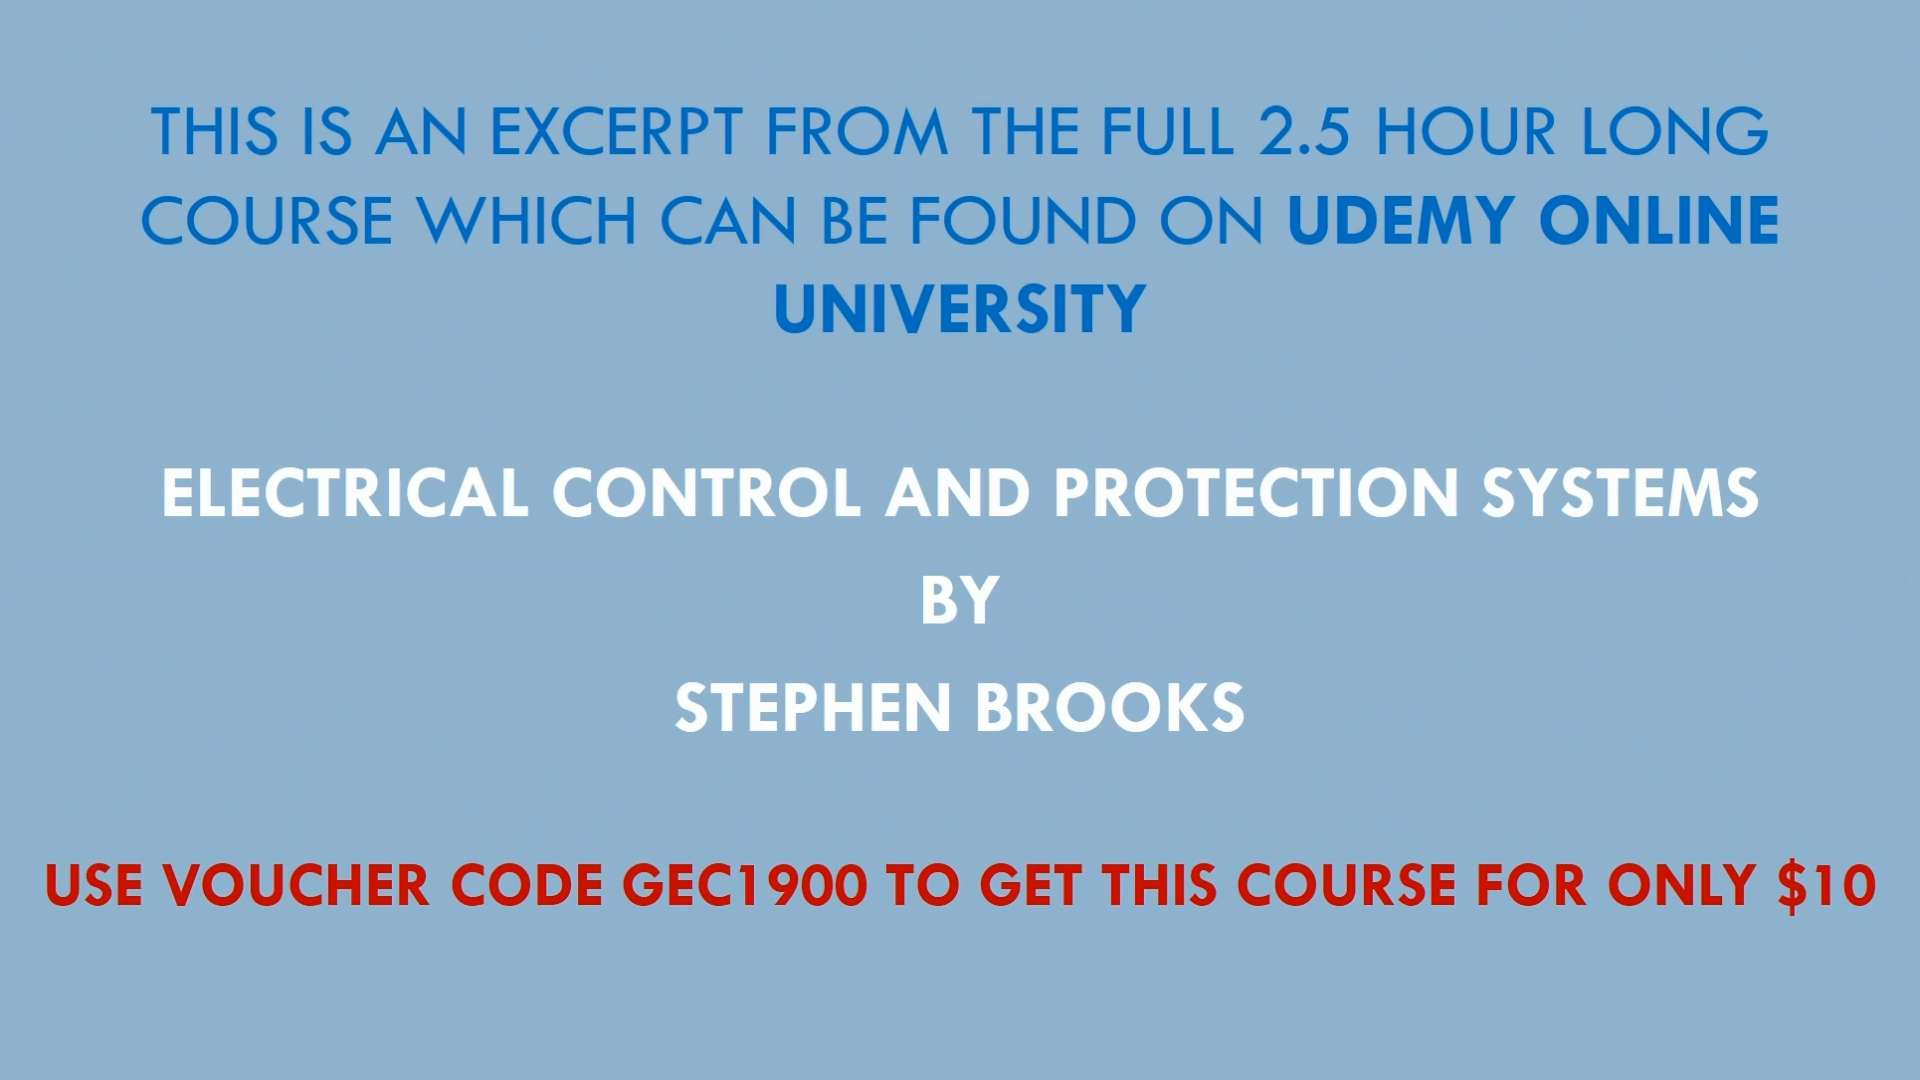 THIS IS AN EXCERPT FROM THE FULL 2.5 HOUR LONG
COURSE WHICH CAN BE FOUND ON UDEMY ONLINE
UNIVERSITY
ELECTRICAL CONTROL AND PROTECTION SYSTEMS
BY
STEPHEN BROOKS
USE VOUCHER CODE GEC1900 TO GET THIS COURSE FOR ONLY $10